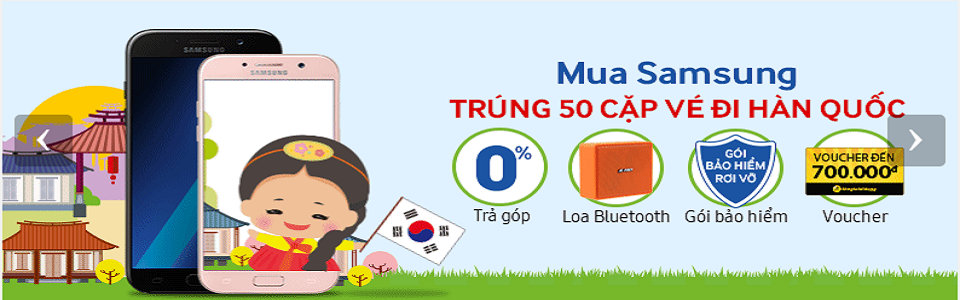 SAMSUNG
SAMSUNG
Mua Samsung
TRÚNG 50 CẶP VÉ ĐI HÀN QUỐC
0%
Trả góp
Loa Bluetooth
GÓI
BẢO HIỂM
RƠI VỠ
Gói bảo hiểm
VOUCHER ĐẾN
700.000đ
Voucher